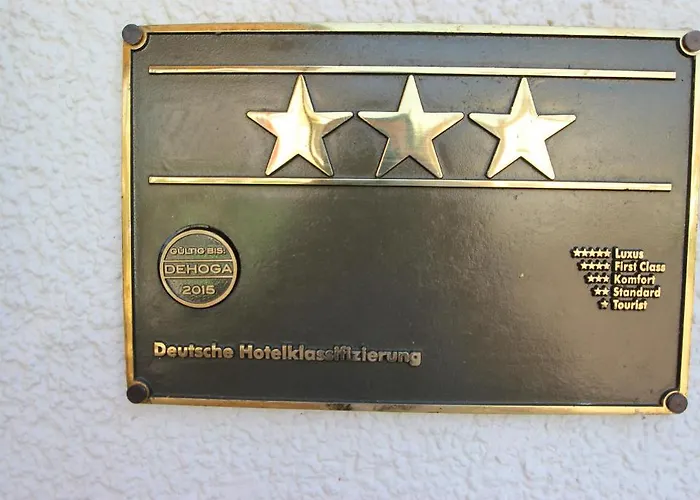 GÜLTIG BIS:
DEHOGA
2015
★★★★★ Luxus
★★★★ First Class
★★★ Komfort
★★ Standard
★ Tourist
Deutsche Hotelklassifizierung